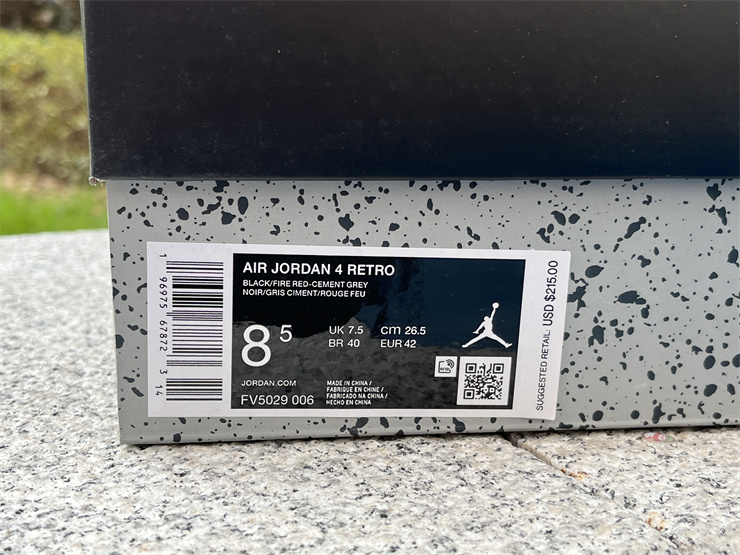 1 96975 67872 3 14
AIR JORDAN 4 RETRO
BLACK/FIRE RED-CEMENT GREY
NOIR/GRIS CIMENT/ROUGE FEU
8 5
UK 7.5 cm 26.5
BR 40 EUR 42
JORDAN.COM
FV5029 006
MADE IN CHINA /
FABRIQUE EN CHINE /
FABRICADO NA CHINA /
HECHO EN CHINA
RFID
SUGGESTED RETAIL: USD $215.00